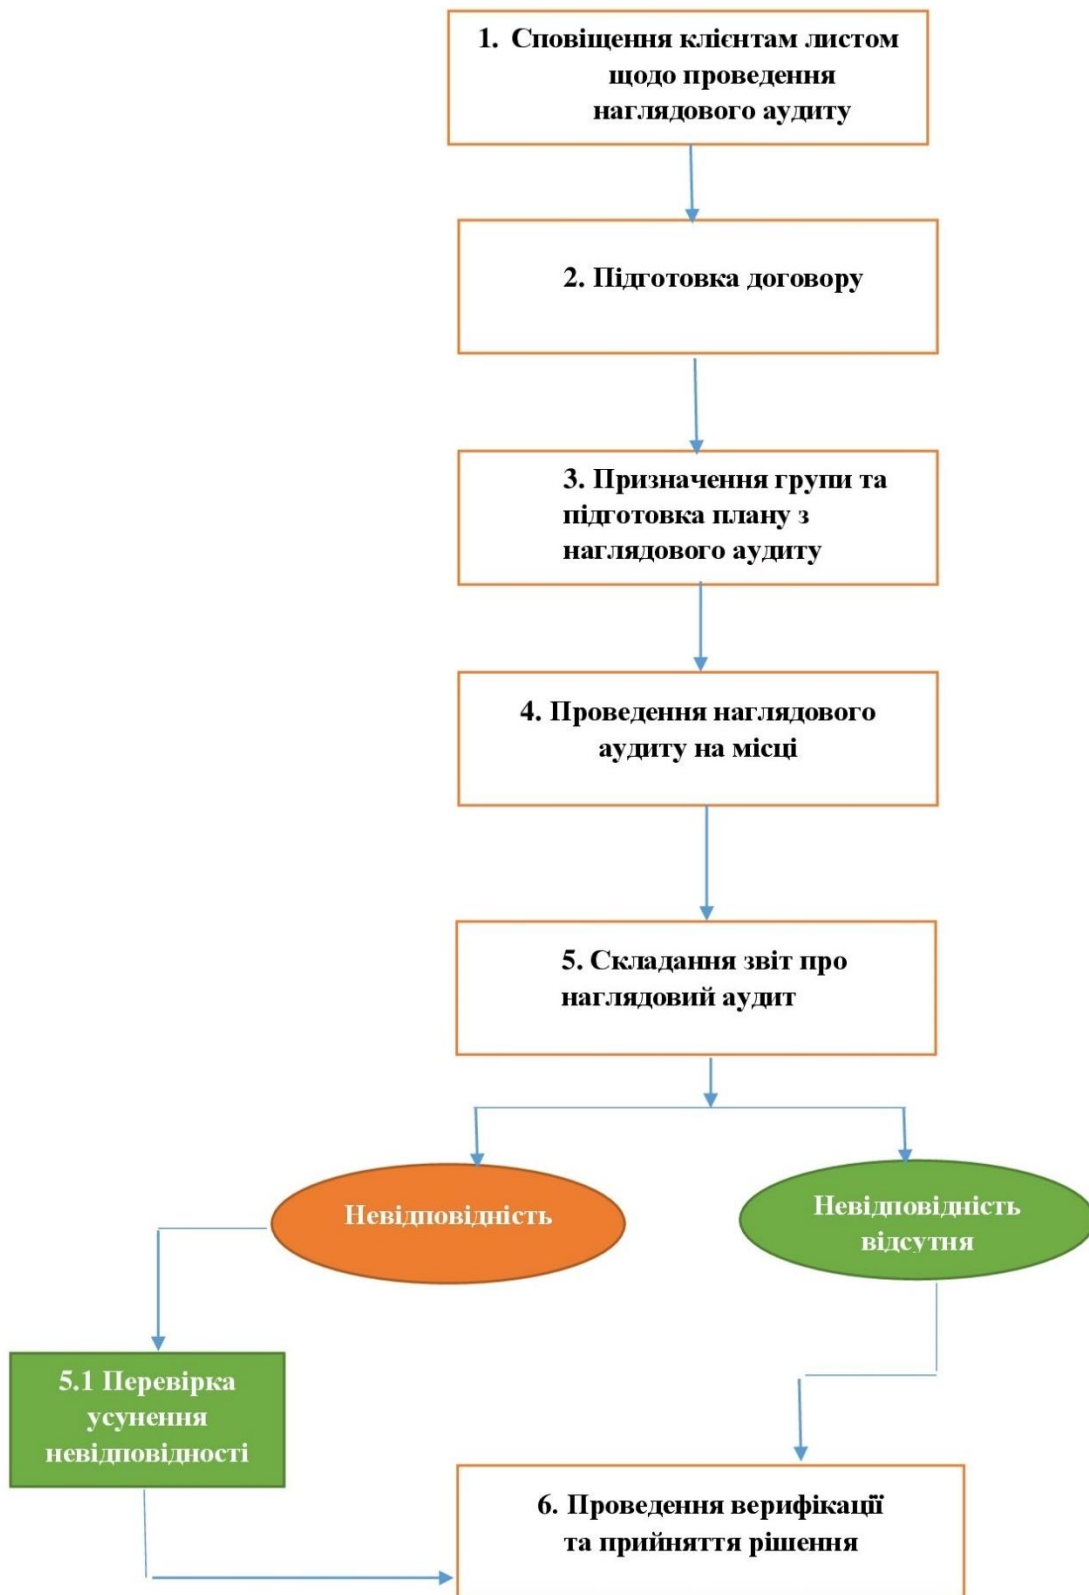 1. Сповіщення клієнтам листом
щодо проведення
наглядового аудиту
2. Підготовка договору
3. Призначення групи та
підготовка плану з
наглядового аудиту
4. Проведення наглядового
аудиту на місці
5. Складання звіт про
наглядовий аудит
Невідповідність
Невідповідність
відсутня
5.1 Перевірка
усунення
невідповідності
6. Проведення верифікації
та прийняття рішення